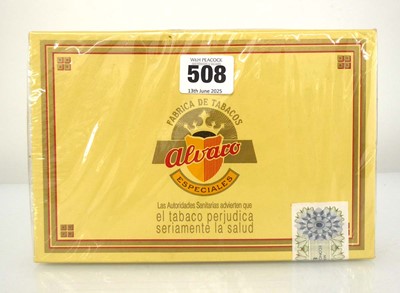 W&H PEACOCK
508
13th June 2025
FABRICA DE TABACOS
alvaro
ESPECIALES
Las Autoridades Sanitarias advierten que
el tabaco perjudica
seriamente la salud